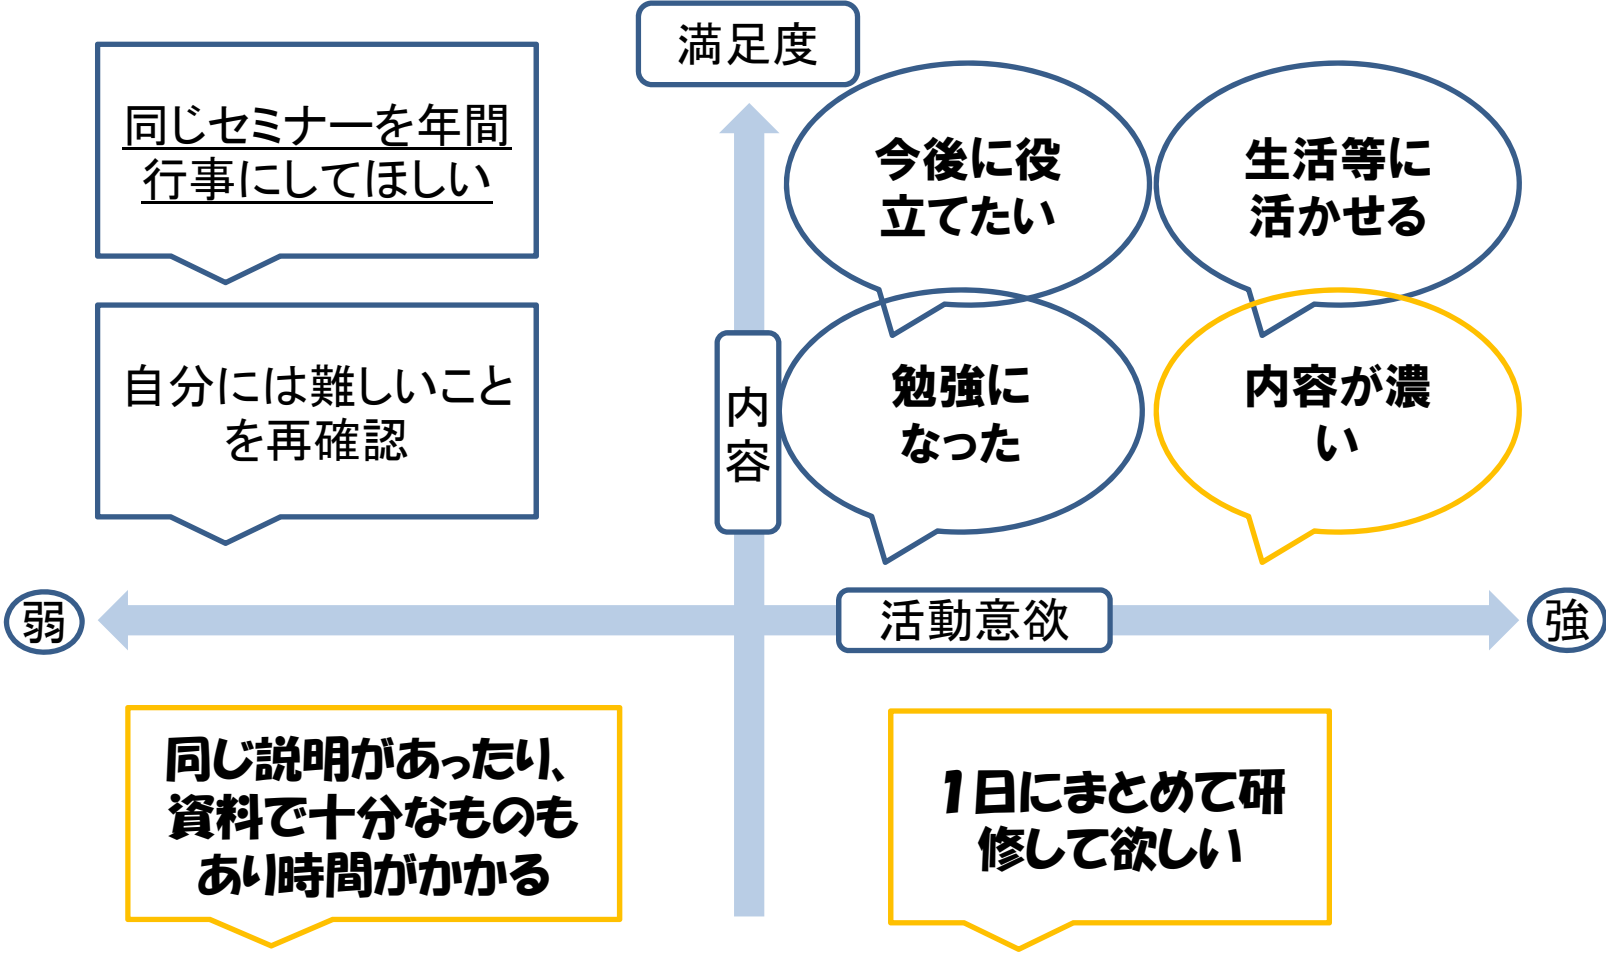 満足度
同じセミナーを年間
行事にしてほしい
今後に役
立てたい
生活等に
活かせる
自分には難しいこと
を再確認
内
容
勉強に
なった
内容が濃
い
弱
活動意欲
強
同じ説明があったり、
資料で十分なものも
あり時間がかかる
1日にまとめて研
修して欲しい